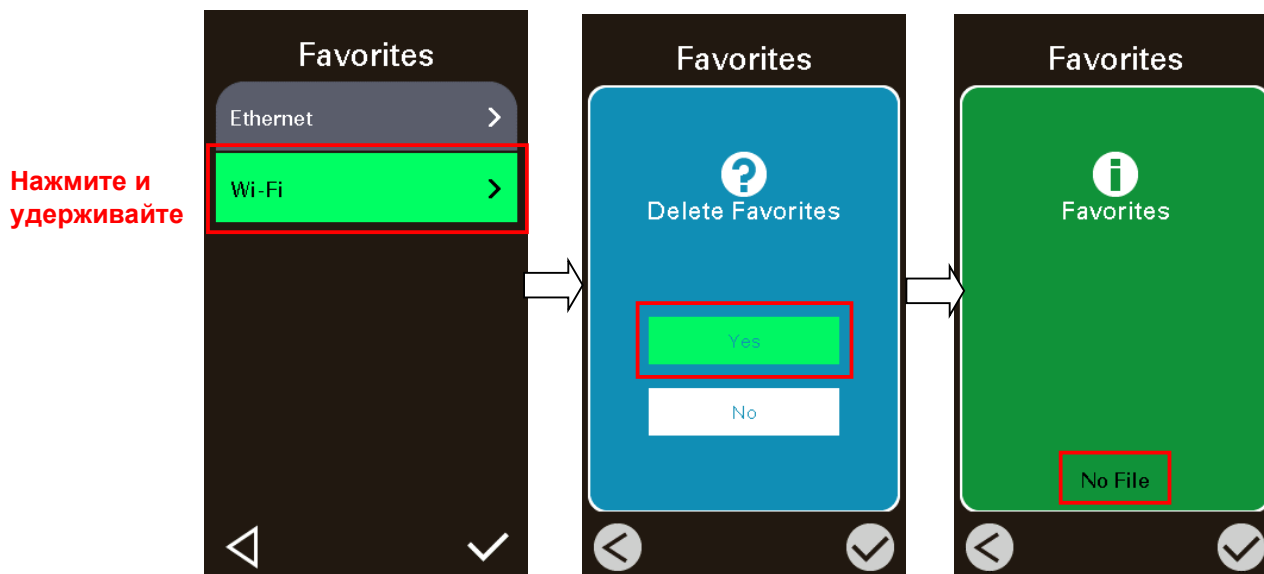 Нажмите и
удерживайте
Favorites
Ethernet
Wi-Fi
Favorites
Delete Favorites
Yes
No
Favorites
Favorites
No File